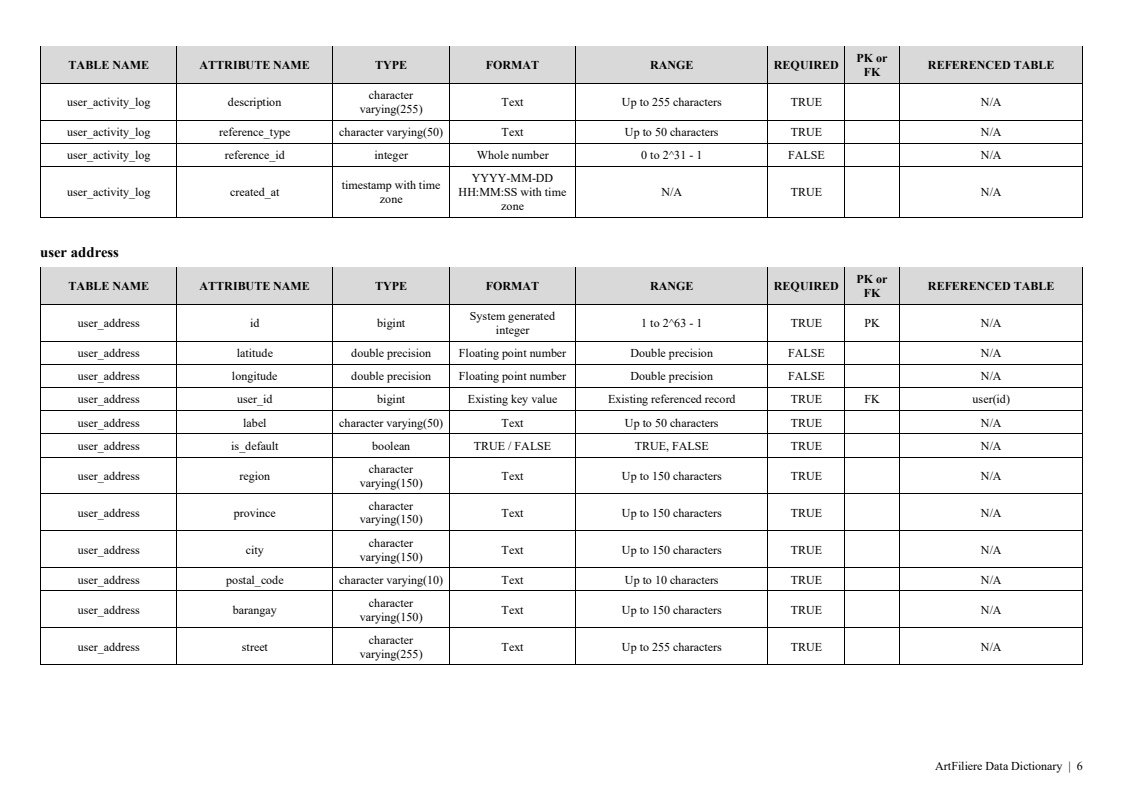 TABLE NAME ATTRIBUTE NAME TYPE FORMAT RANGE REQUIRED PK or FK REFERENCED TABLE
user_activity_log description character varying(255) Text Up to 255 characters TRUE N/A
user_activity_log reference_type character varying(50) Text Up to 50 characters TRUE N/A
user_activity_log reference_id integer Whole number 0 to 2^31 - 1 FALSE N/A
user_activity_log created_at timestamp with time zone YYYY-MM-DD HH:MM:SS with time zone N/A TRUE N/A
user address
TABLE NAME ATTRIBUTE NAME TYPE FORMAT RANGE REQUIRED PK or FK REFERENCED TABLE
user_address id bigint System generated integer 1 to 2^63 - 1 TRUE PK N/A
user_address latitude double precision Floating point number Double precision FALSE N/A
user_address longitude double precision Floating point number Double precision FALSE N/A
user_address user_id bigint Existing key value Existing referenced record TRUE FK user(id)
user_address label character varying(50) Text Up to 50 characters TRUE N/A
user_address is_default boolean TRUE / FALSE TRUE, FALSE TRUE N/A
user_address region character varying(150) Text Up to 150 characters TRUE N/A
user_address province character varying(150) Text Up to 150 characters TRUE N/A
user_address city character varying(150) Text Up to 150 characters TRUE N/A
user_address postal_code character varying(10) Text Up to 10 characters TRUE N/A
user_address barangay character varying(150) Text Up to 150 characters TRUE N/A
user_address street character varying(255) Text Up to 255 characters TRUE N/A
ArtFiliere Data Dictionary | 6